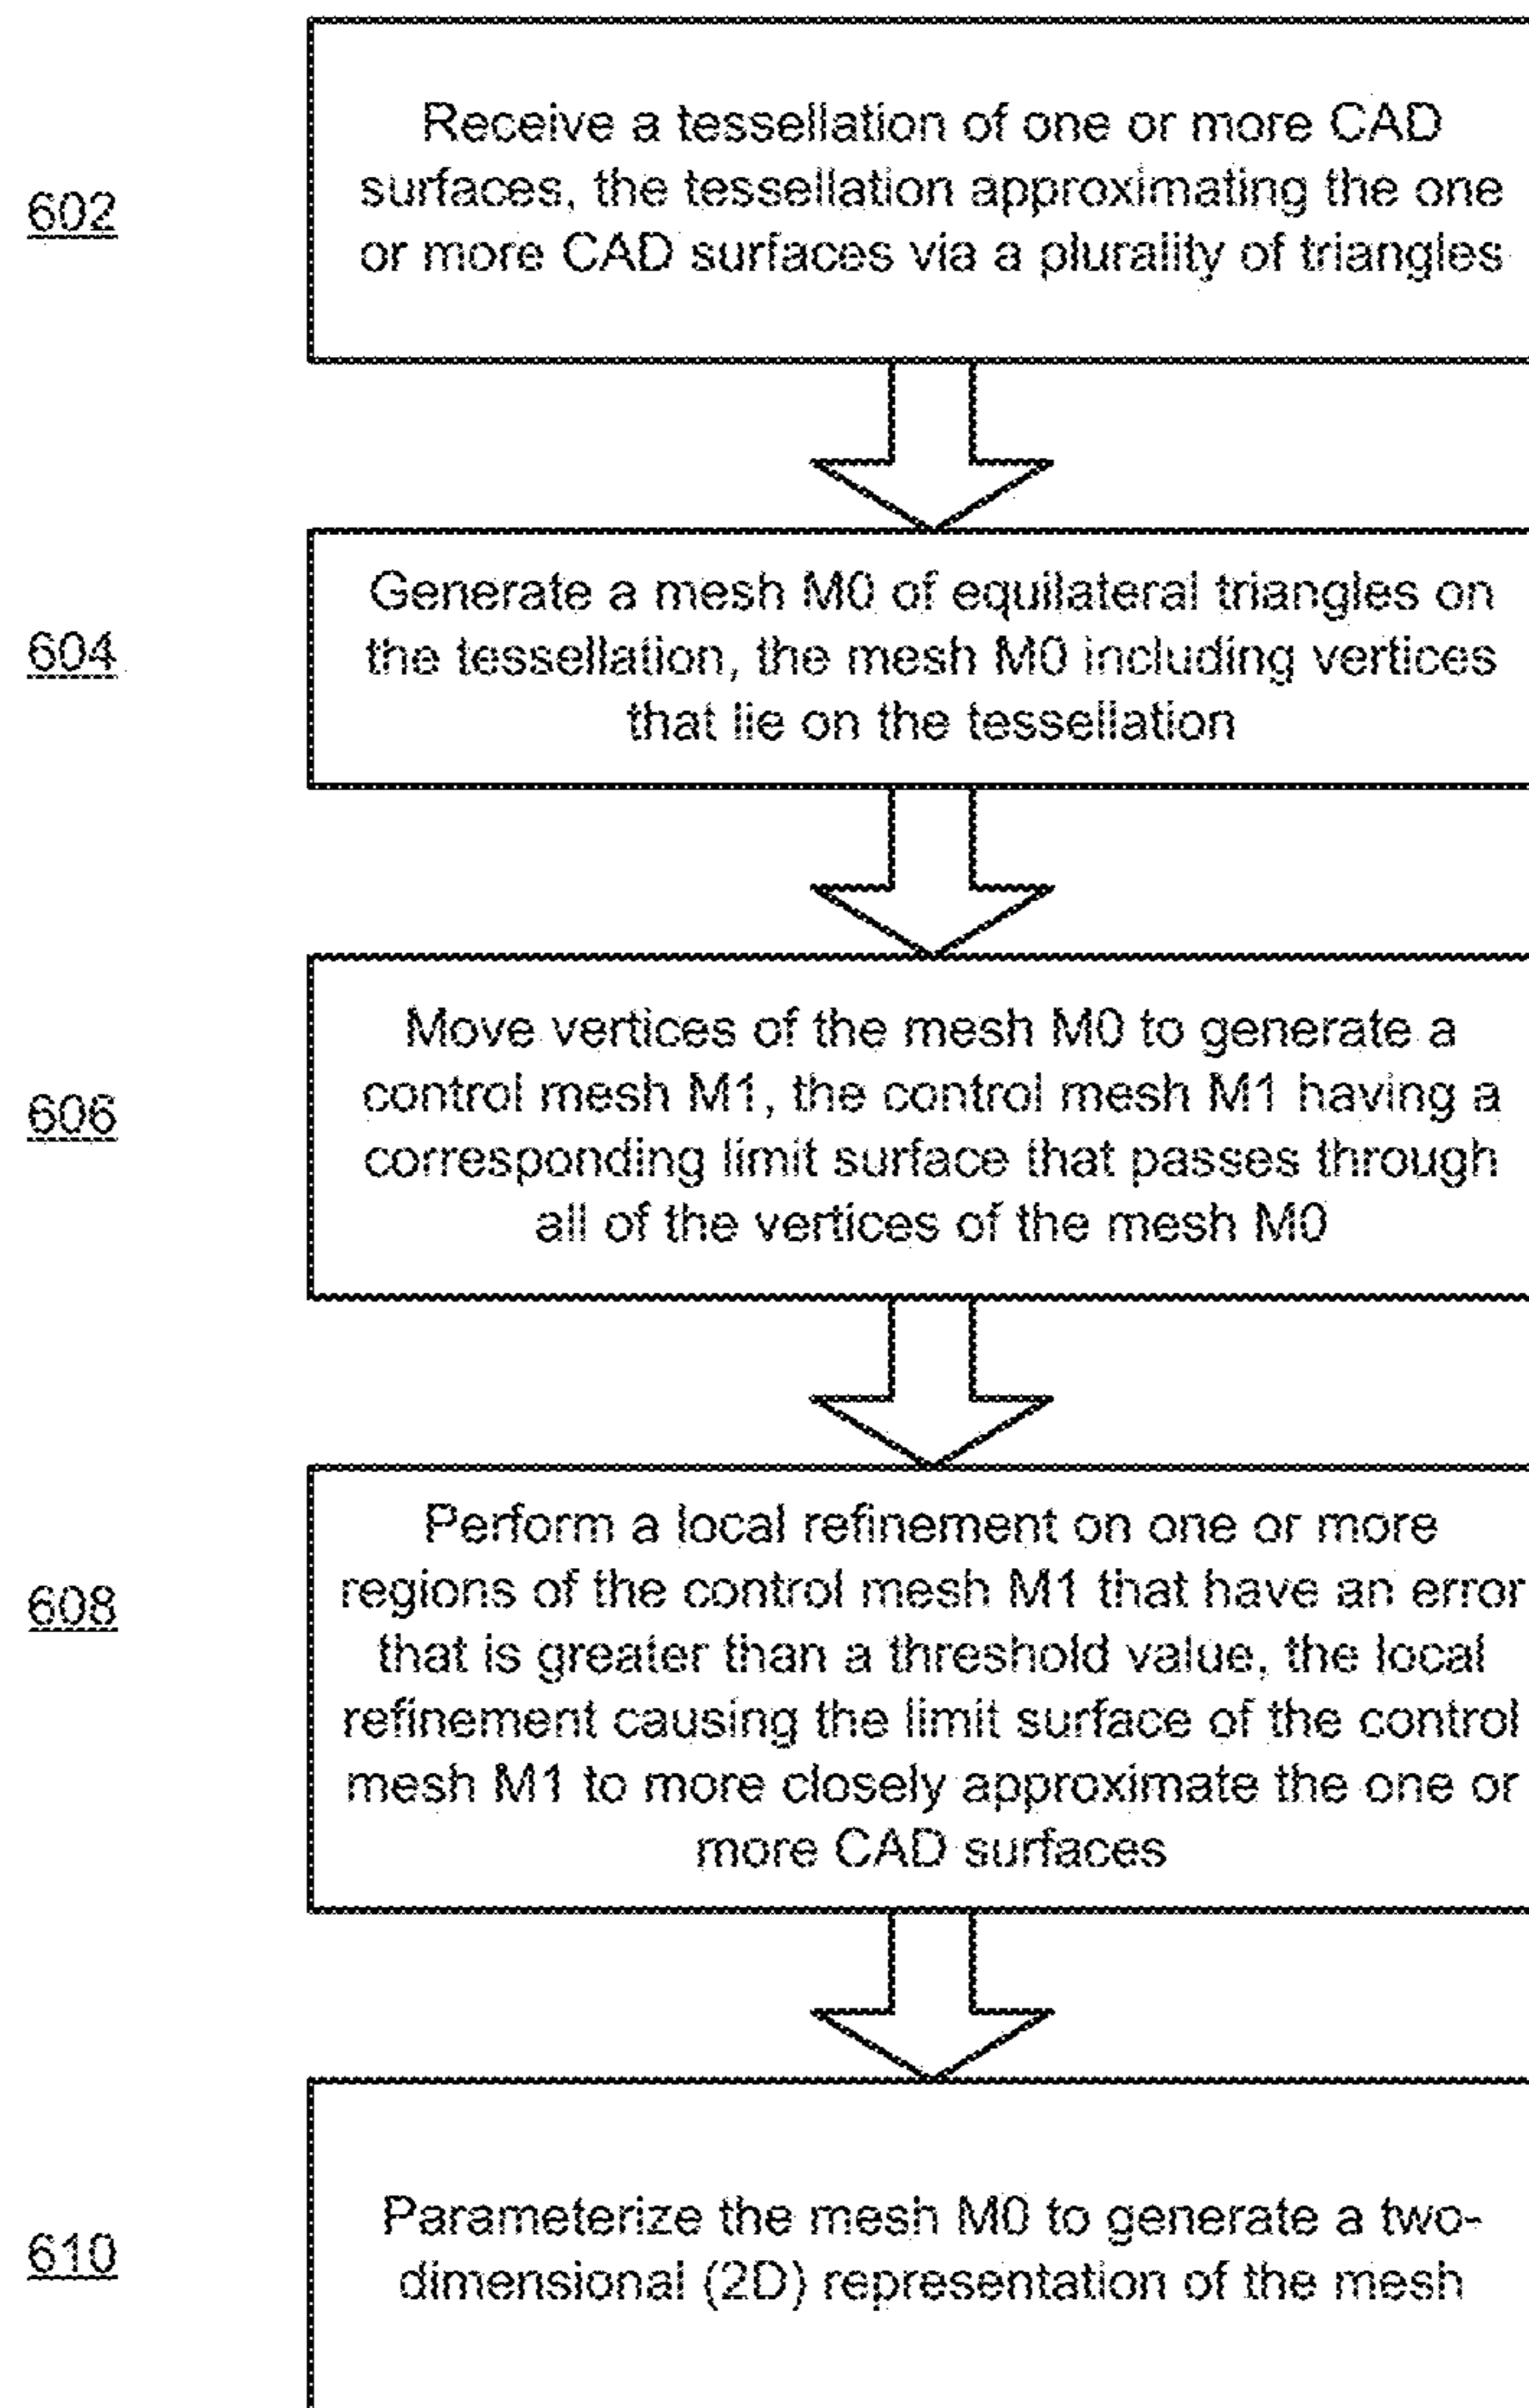 602
Receive a tessellation of one or more CAD
surfaces, the tessellation approximating the one
or more CAD surfaces via a plurality of triangles
604
Generate a mesh M0 of equilateral triangles on
the tessellation, the mesh M0 including vertices
that lie on the tessellation
606
Move vertices of the mesh M0 to generate a
control mesh M1, the control mesh M1 having a
corresponding limit surface that passes through
all of the vertices of the mesh M0
608
Perform a local refinement on one or more
regions of the control mesh M1 that have an error
that is greater than a threshold value, the local
refinement causing the limit surface of the control
mesh M1 to more closely approximate the one or
more CAD surfaces
610
Parameterize the mesh M0 to generate a two-
dimensional (2D) representation of the mesh